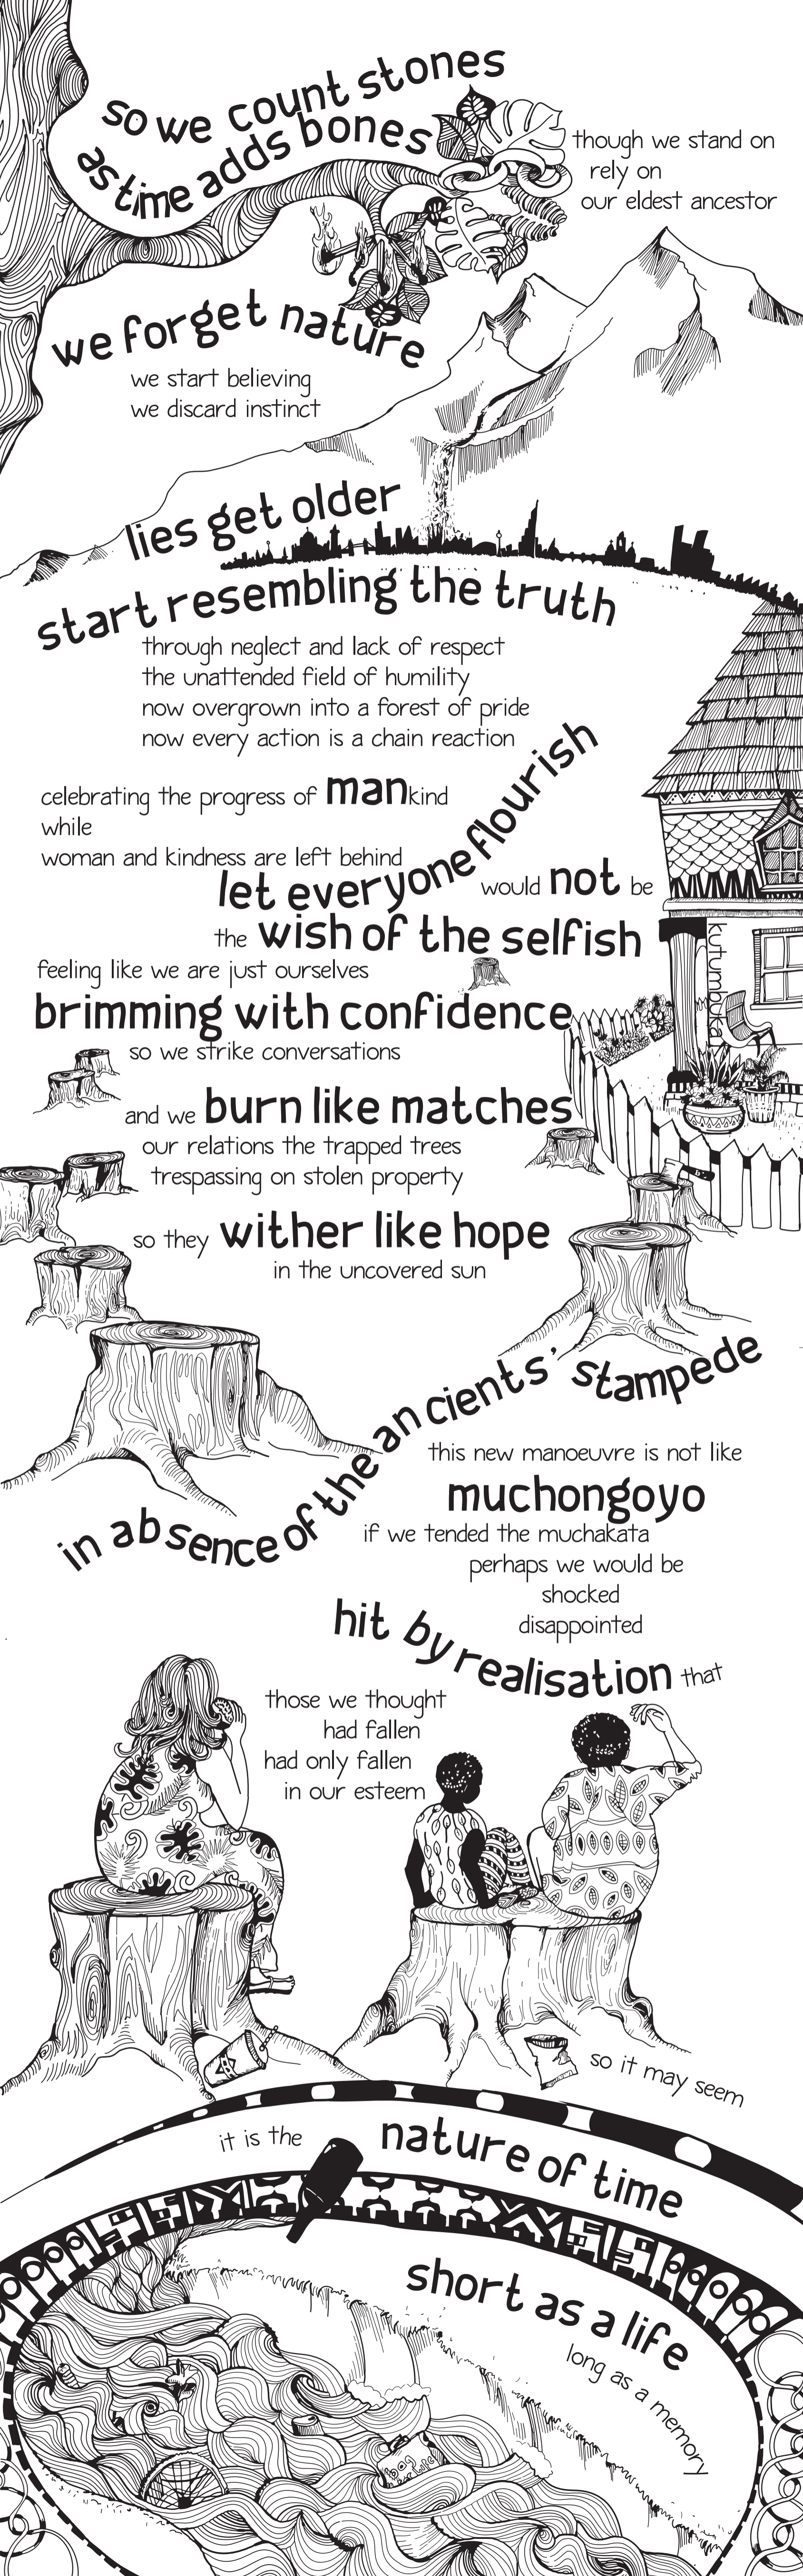 so we count stones
as time adds bones
though we stand on
rely on
our eldest ancestor
we forget nature
we start believing
we discard instinct
lies get older
start resembling the truth
through neglect and lack of respect
the unattended field of humility
now overgrown into a forest of pride
now every action is a chain reaction
celebrating the progress of mankind
while
woman and kindness are left behind
let everyone flourish
would not be
the wish of the selfish
kutumbuka
feeling like we are just ourselves
brimming with confidence
so we strike conversations
and we burn like matches
our relations the trapped trees
trespassing on stolen property
so they wither like hope
in the uncovered sun
in absence of the ancients' stampede
this new manoeuvre is not like
muchongoyo
if we tended the muchakata
perhaps we would be
shocked
disappointed
hit by realisation that
those we thought
had fallen
had only fallen
in our esteem
so it may seem
it is the nature of time
short as a life
long as a memory
bag